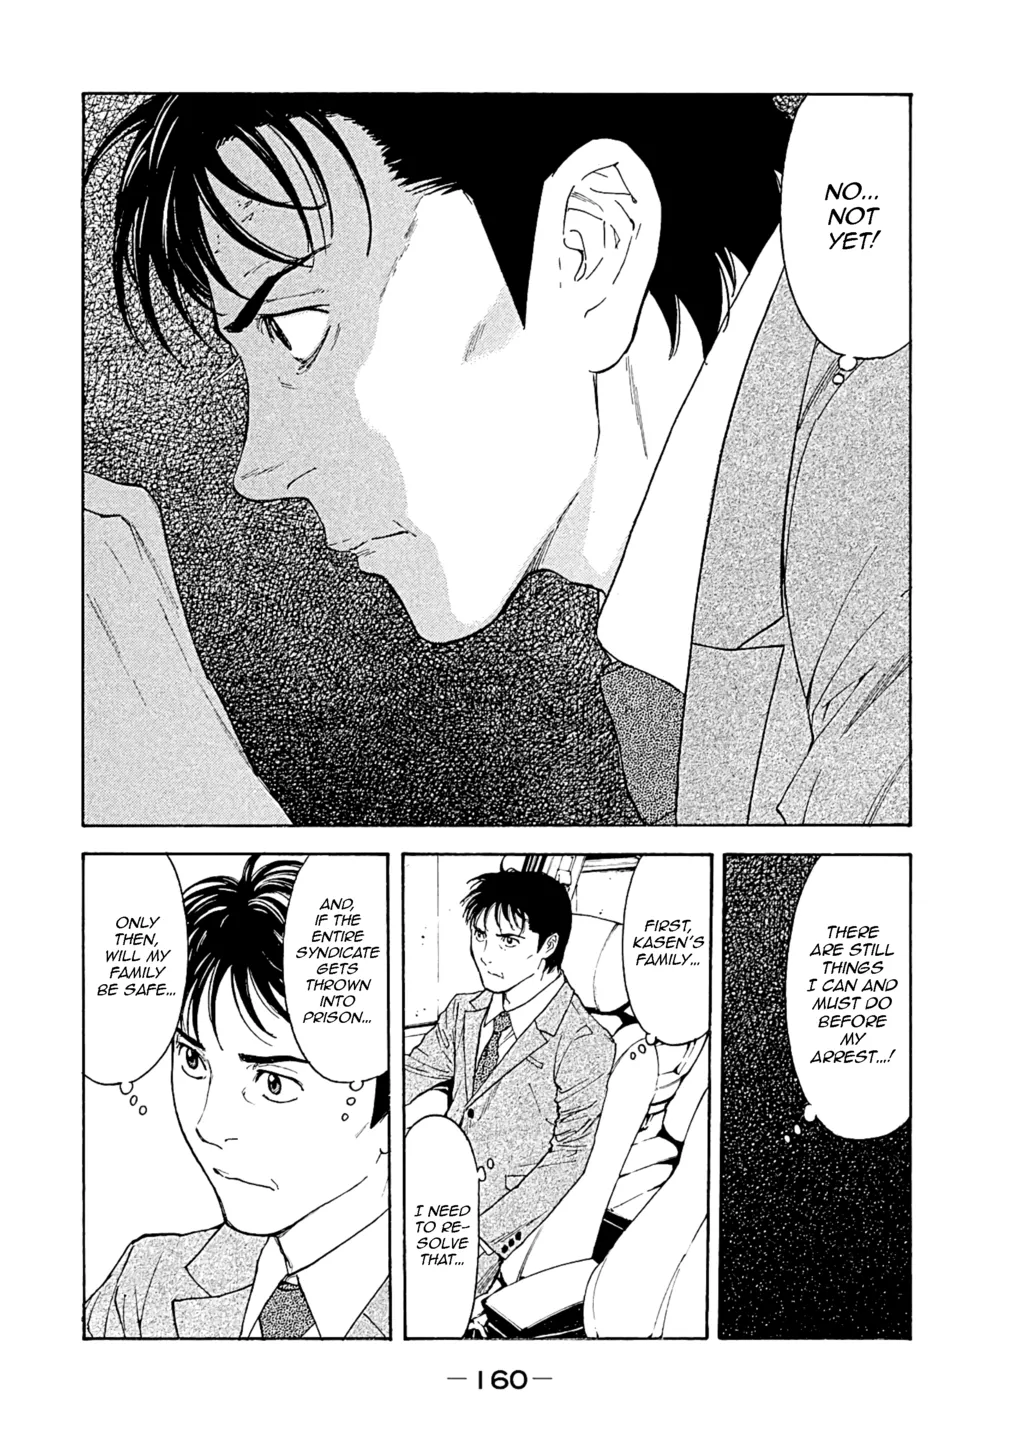 NO...
NOT
YET!
THERE
ARE STILL
THINGS
I CAN AND
MUST DO
BEFORE
MY
ARREST...!
FIRST,
KASEN'S
FAMILY...
I NEED
TO RE-
SOLVE
THAT...
AND,
IF THE
ENTIRE
SYNDICATE
GETS
THROWN
INTO
PRISON...
ONLY
THEN,
WILL MY
FAMILY
BE SAFE...
— 160 —